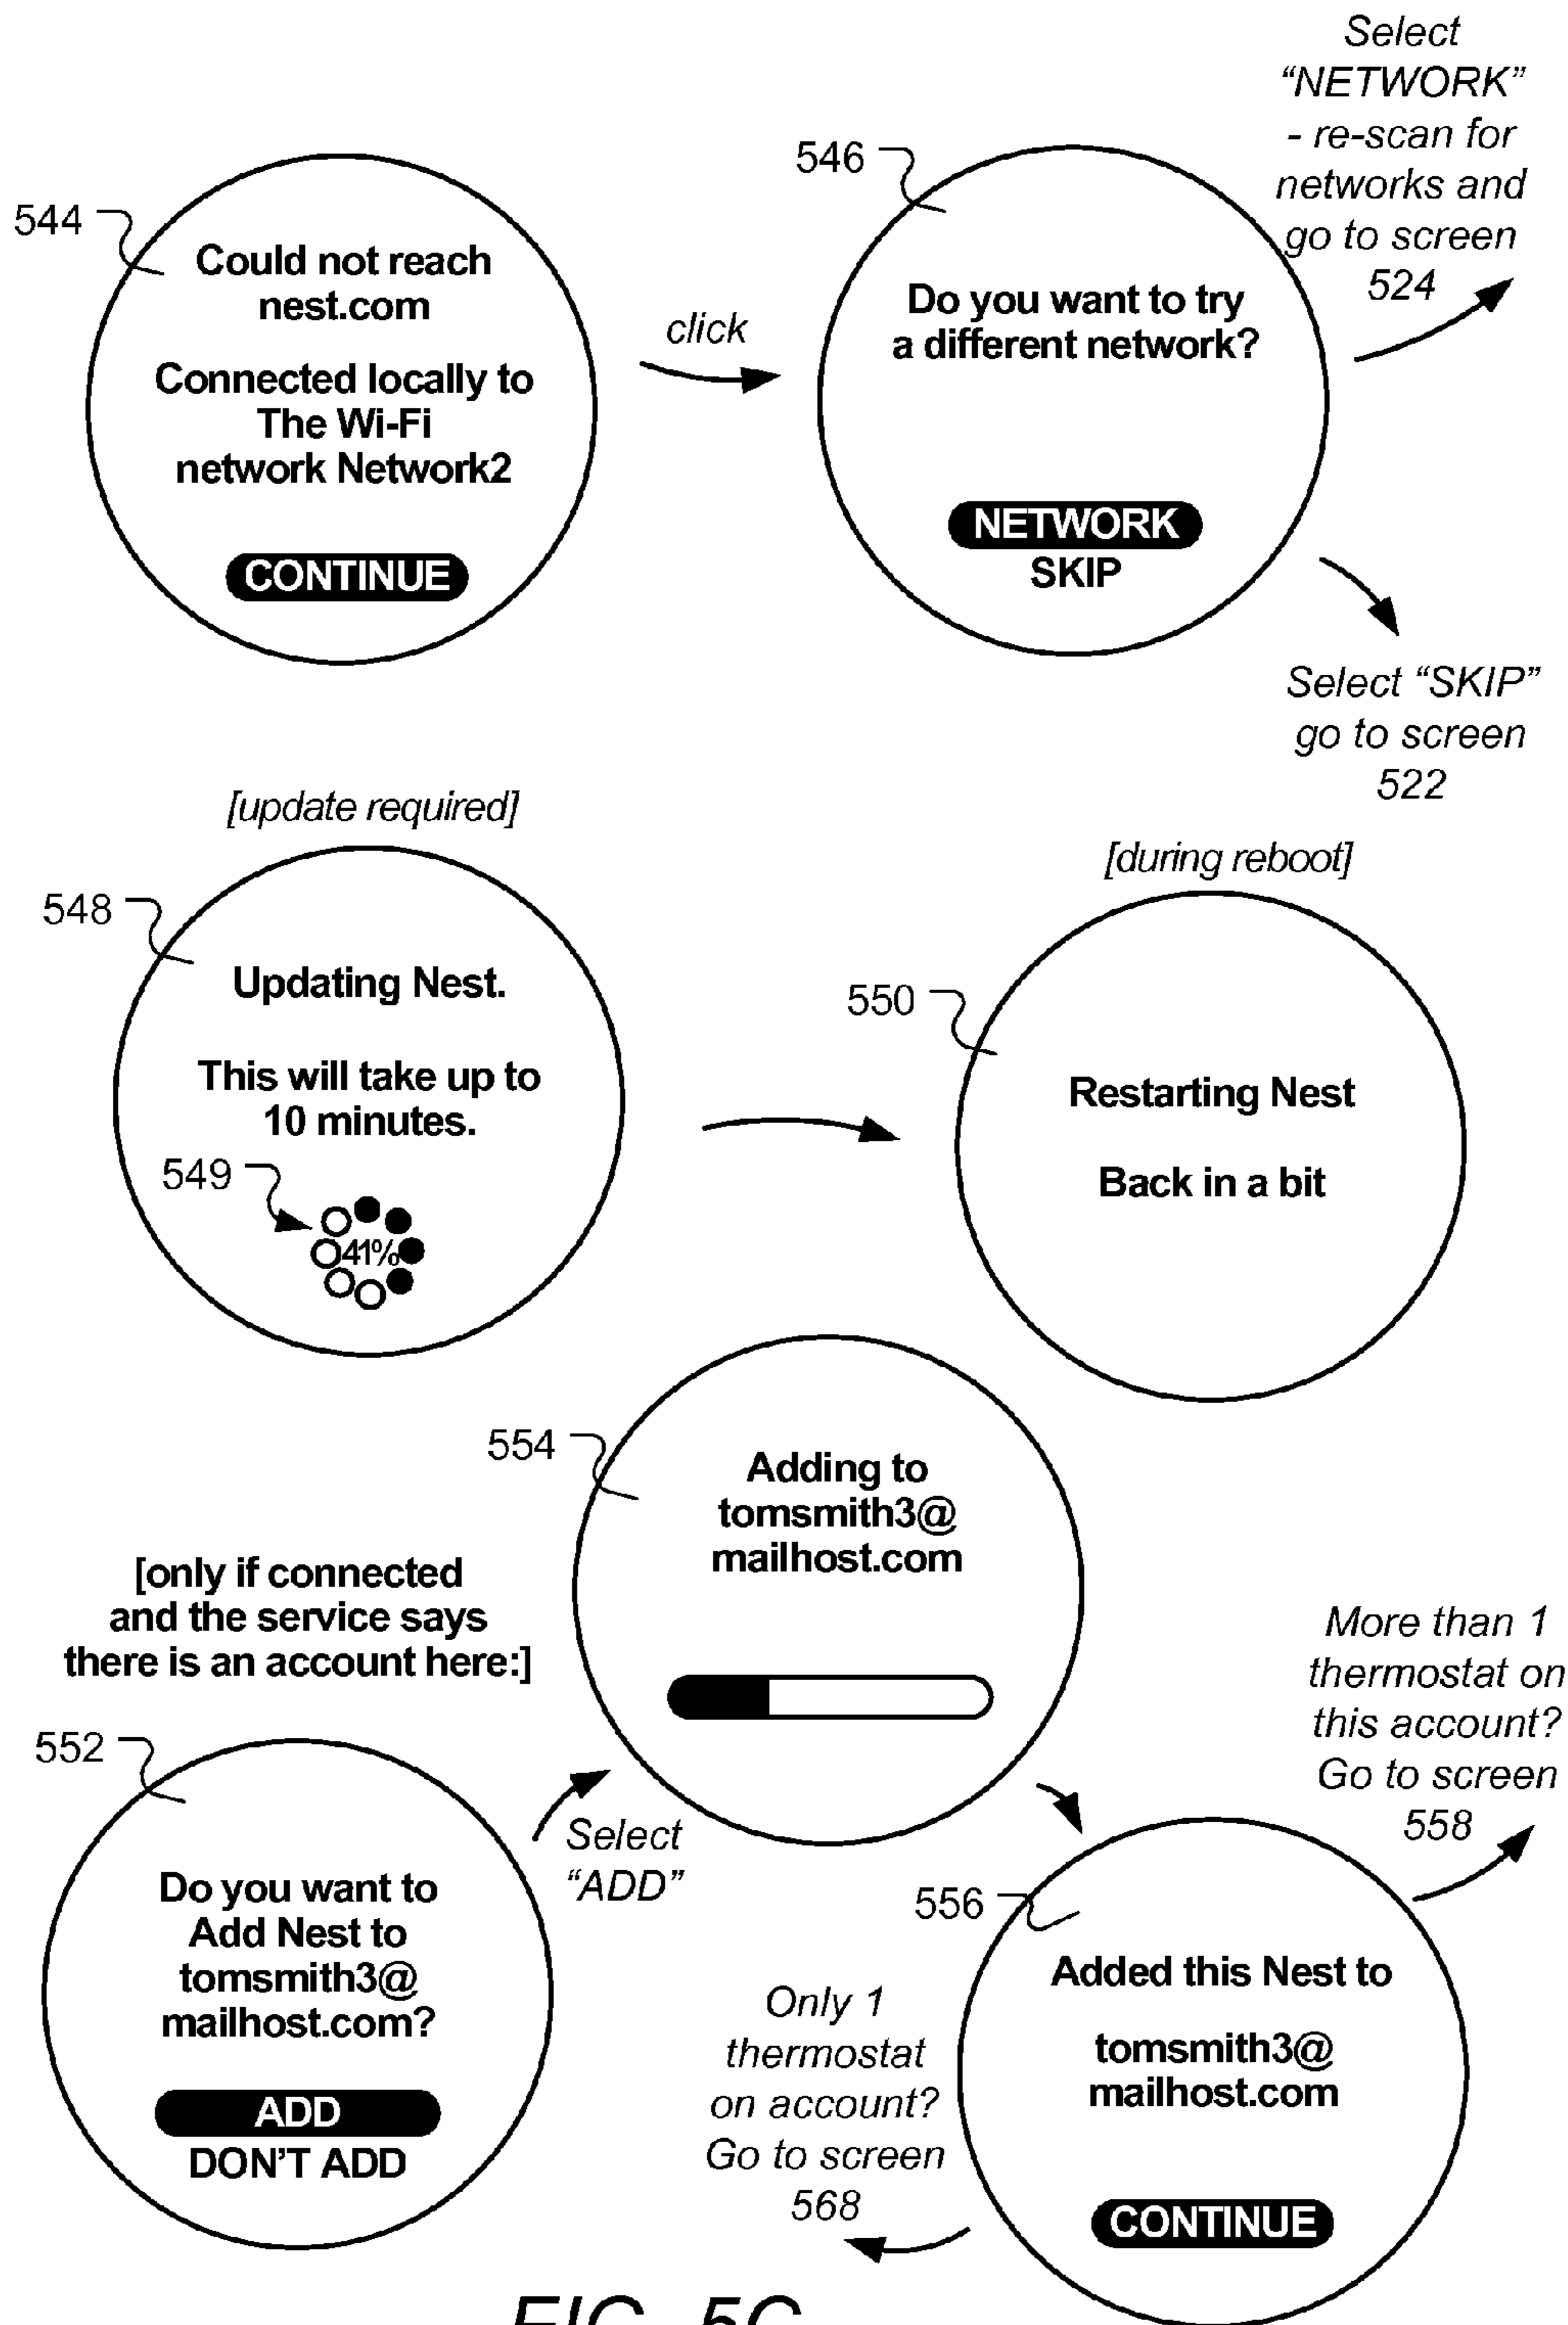 544
Could not reach
nest.com
Connected locally to
The Wi-Fi
network Network2
CONTINUE
click
546
Do you want to try
a different network?
NETWORK
SKIP
Select
“NETWORK”
- re-scan for
networks and
go to screen
524
Select “SKIP”
go to screen
522
[update required]
548
Updating Nest.
This will take up to
10 minutes.
549
41%
[during reboot]
550
Restarting Nest
Back in a bit
554
Adding to
tomsmith3@
mailhost.com
[only if connected
and the service says
there is an account here:]
552
Do you want to
Add Nest to
tomsmith3@
mailhost.com?
ADD
DON'T ADD
Select
“ADD”
More than 1
thermostat on
this account?
Go to screen
558
556
Added this Nest to
tomsmith3@
mailhost.com
CONTINUE
Only 1
thermostat
on account?
Go to screen
568
FIG. 5C